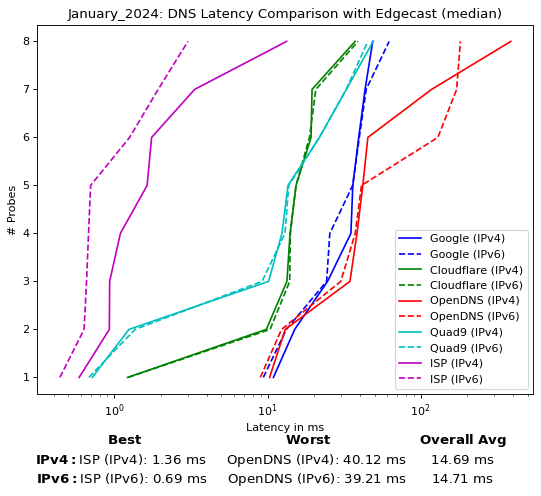 January_2024: DNS Latency Comparison with Edgecast (median)
8
7
6
5
4
3
2
1
# Probes
Google (IPv4)
Google (IPv6)
Cloudflare (IPv4)
Cloudflare (IPv6)
OpenDNS (IPv4)
OpenDNS (IPv6)
Quad9 (IPv4)
Quad9 (IPv6)
ISP (IPv4)
ISP (IPv6)
10⁰ 10¹ 10²
Latency in ms
Best Worst Overall Avg
IPv4: ISP (IPv4): 1.36 ms OpenDNS (IPv4): 40.12 ms 14.69 ms
IPv6: ISP (IPv6): 0.69 ms OpenDNS (IPv6): 39.21 ms 14.71 ms